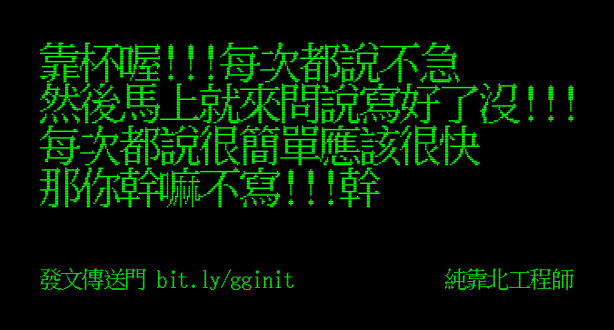 靠杯喔!!!每次都說不急
然後馬上就來問說寫好了沒!!!
每次都說很簡單應該很快
那你幹嘛不寫!!!幹
發文傳送門 bit.ly/gginit
純靠北工程師